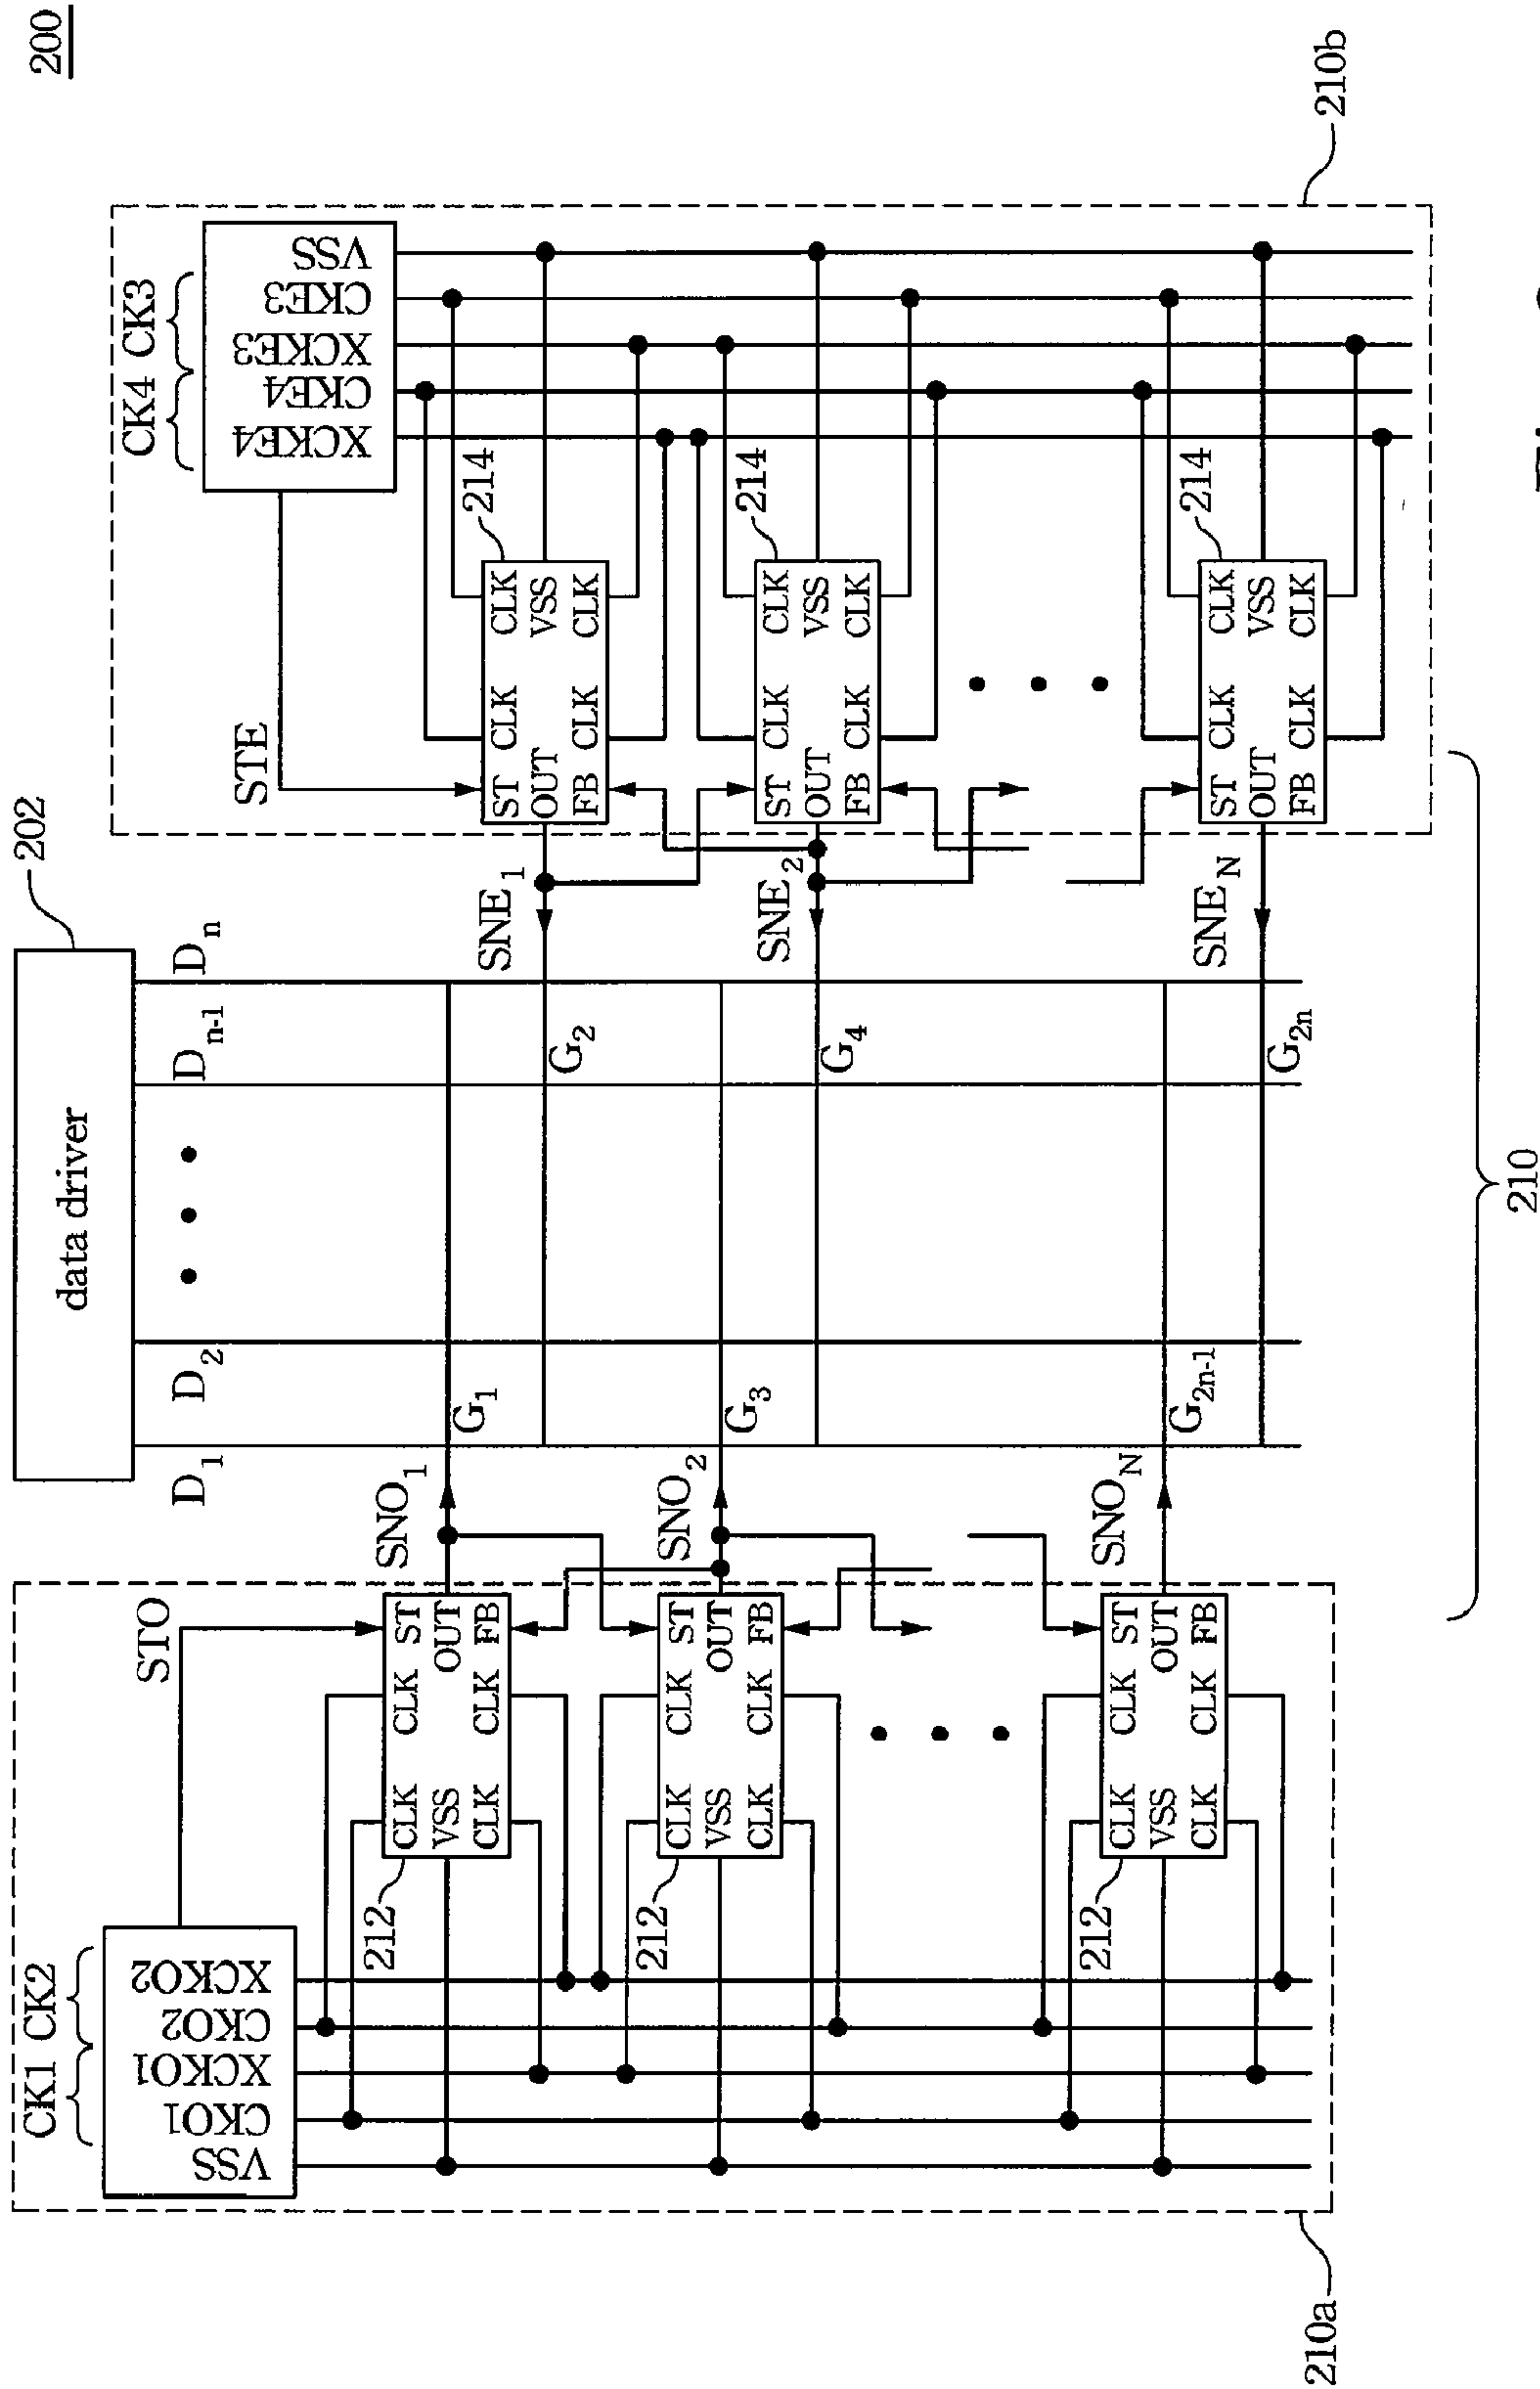 200
202
data driver
D1
D2
Dn-1
Dn
210a
VSS
CKO1
XCKO1
CKO2
XCKO2
CK1
CK2
STO
212
CLK
CLK
ST
VSS
OUT
CLK
CLK
FB
SNO1
G1
212
CLK
CLK
ST
VSS
OUT
CLK
CLK
FB
SNO2
G3
212
CLK
CLK
ST
VSS
OUT
CLK
CLK
FB
SNON
G2n-1
210b
CK4
CK3
XCKE4
CKE4
XCKE3
CKE3
VSS
STE
214
ST
CLK
CLK
OUT
VSS
FB
CLK
CLK
SNE1
G2
214
ST
CLK
CLK
OUT
VSS
FB
CLK
CLK
SNE2
G4
214
ST
CLK
CLK
OUT
VSS
FB
CLK
CLK
SNEN
G2n
210